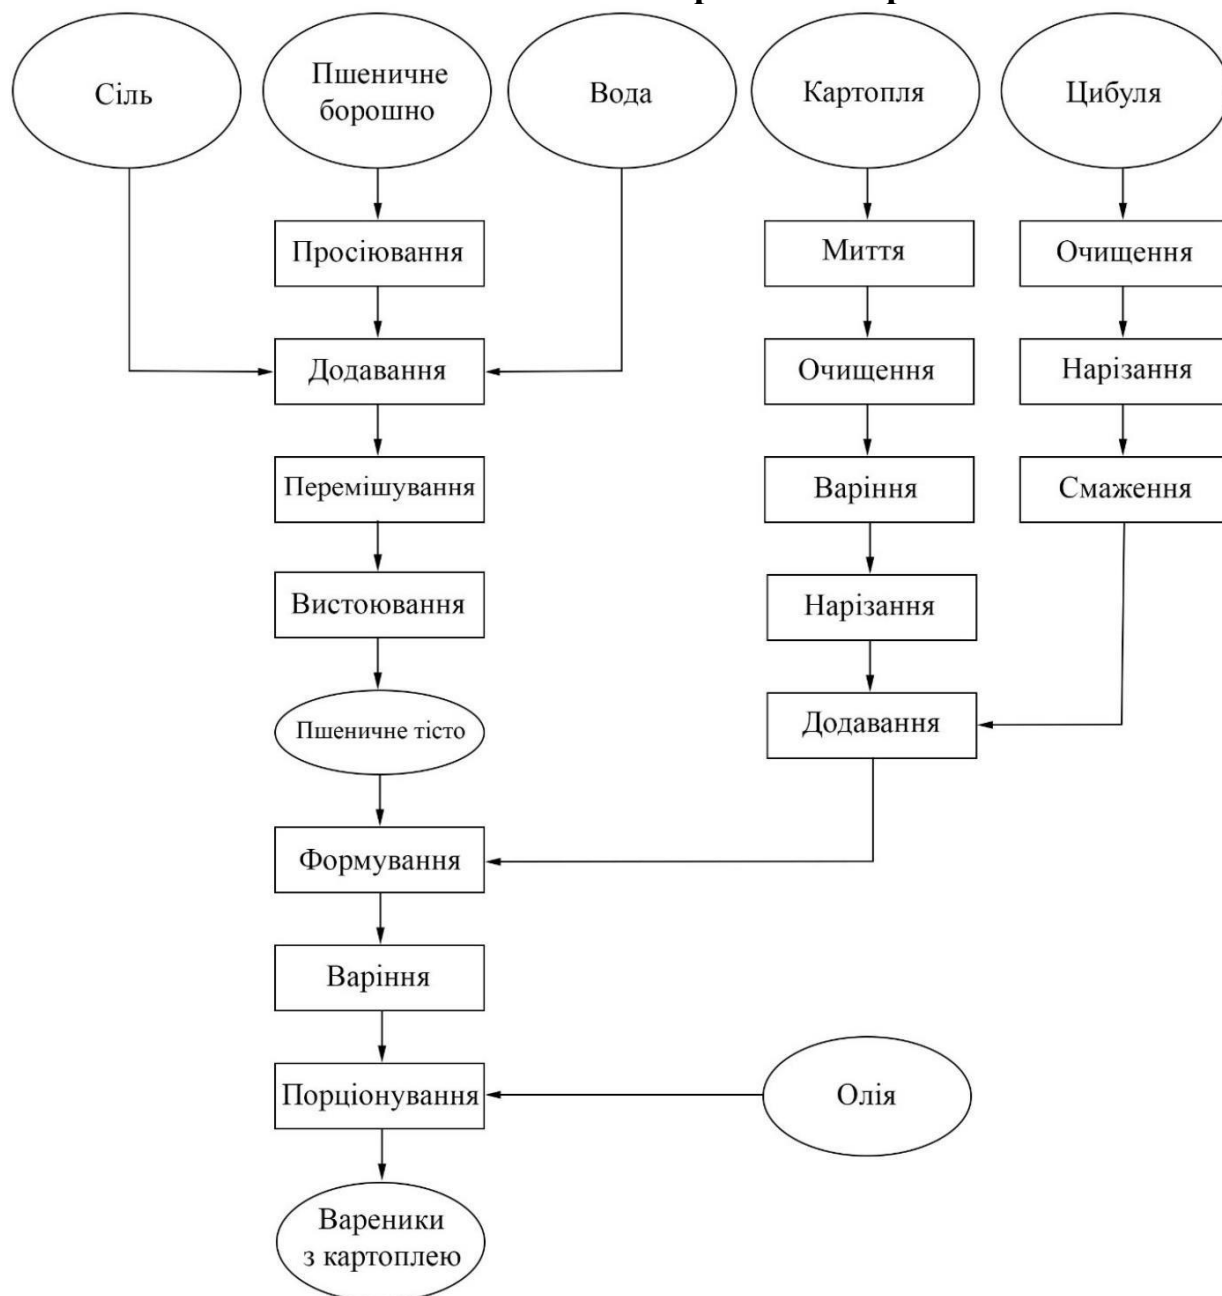 Сіль
Пшеничне
борошно
Вода
Картопля
Цибуля
Просіювання
Миття
Очищення
Додавання
Очищення
Нарізання
Перемішування
Варіння
Смаження
Вистоювання
Нарізання
Пшеничне тісто
Додавання
Формування
Варіння
Порціонування
Олія
Вареники
з картоплею